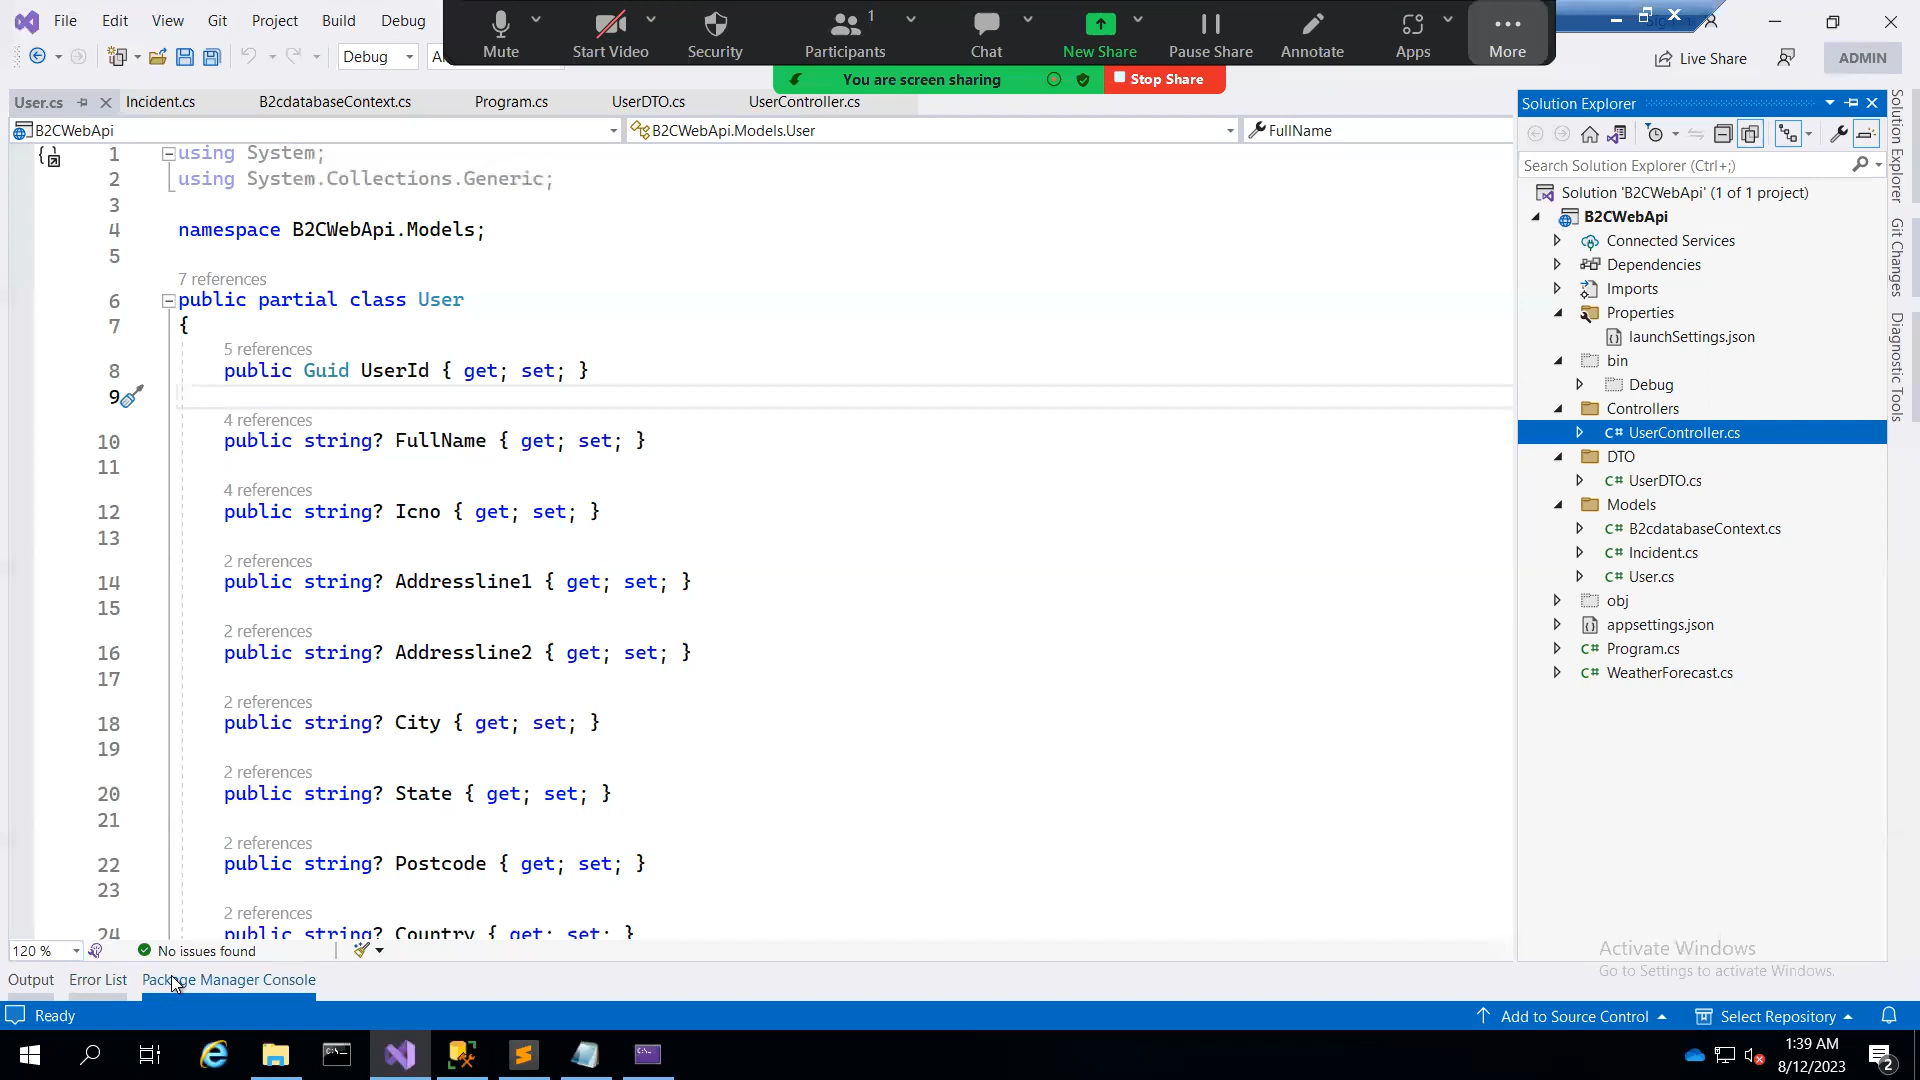 File Edit View Git Project Build Debug
Mute Start Video Security Participants 1 Chat New Share Pause Share Annotate Apps More
Debug
Live Share ADMIN
You are screen sharing Stop Share
User.cs Incident.cs B2cdatabaseContext.cs Program.cs UserDTO.cs UserController.cs
B2CWebApi B2CWebApi.Models.User FullName
1 using System;
2 using System.Collections.Generic;
3
4 namespace B2CWebApi.Models;
5
7 references
6 public partial class User
7 {
5 references
8 public Guid UserId { get; set; }
9
4 references
10 public string? FullName { get; set; }
11
4 references
12 public string? Icno { get; set; }
13
2 references
14 public string? Addressline1 { get; set; }
15
2 references
16 public string? Addressline2 { get; set; }
17
2 references
18 public string? City { get; set; }
19
2 references
20 public string? State { get; set; }
21
2 references
22 public string? Postcode { get; set; }
23
2 references
24 public string? Country { get; set; }
120 % No issues found
Output Error List Package Manager Console
Ready
Solution Explorer
Search Solution Explorer (Ctrl+;)
Solution 'B2CWebApi' (1 of 1 project)
B2CWebApi
Connected Services
Dependencies
Imports
Properties
launchSettings.json
bin
Debug
Controllers
C# UserController.cs
DTO
C# UserDTO.cs
Models
C# B2cdatabaseContext.cs
C# Incident.cs
C# User.cs
obj
appsettings.json
C# Program.cs
C# WeatherForecast.cs
Solution Explorer
Git Changes
Diagnostic Tools
Activate Windows
Go to Settings to activate Windows.
Add to Source Control Select Repository
1:39 AM
8/12/2023
2